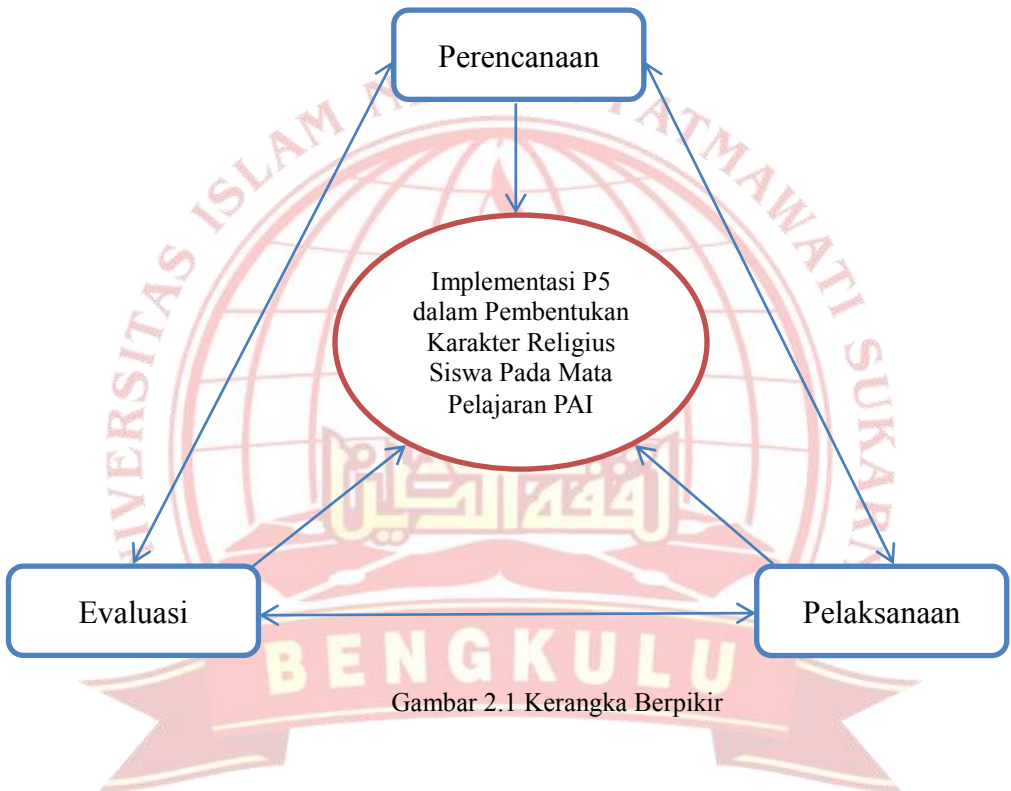 Perencanaan
Implementasi P5
dalam Pembentukan
Karakter Religius
Siswa Pada Mata
Pelajaran PAI
Evaluasi
Pelaksanaan
BENGKULU
Gambar 2.1 Kerangka Berpikir
ISLAM
FATMAWATI SUKAR